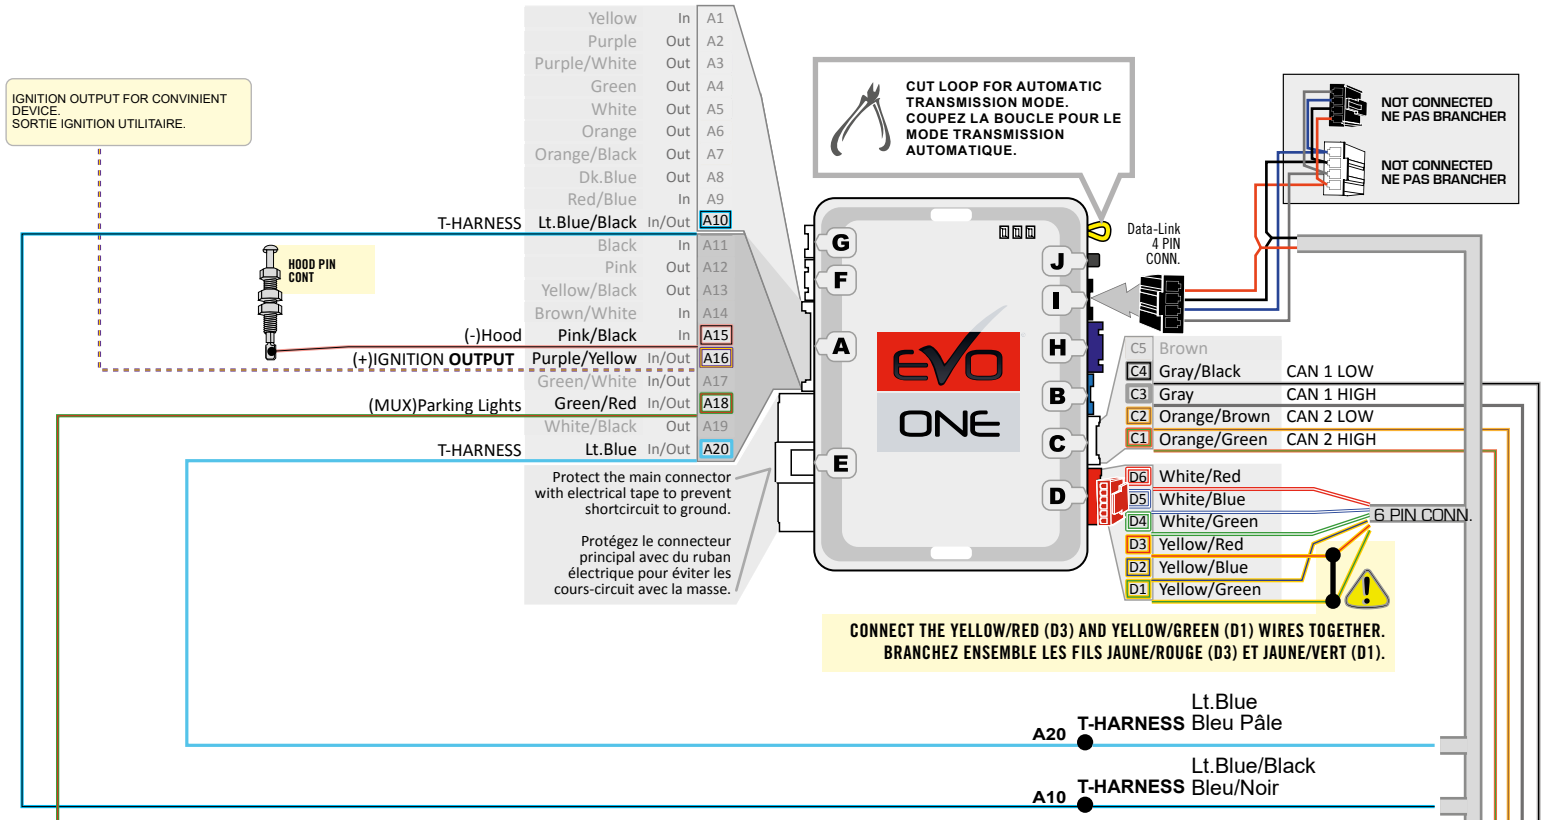 Yellow In A1
Purple Out A2
Purple/White Out A3
Green Out A4
White Out A5
Orange Out A6
Orange/Black Out A7
Dk.Blue Out A8
Red/Blue In A9
T-HARNESS Lt.Blue/Black In/Out A10
Black In A11
Pink Out A12
Yellow/Black Out A13
Brown/White In A14
(-)Hood Pink/Black In A15
(+)IGNITION OUTPUT Purple/Yellow In/Out A16
Green/White In/Out A17
(MUX)Parking Lights Green/Red In/Out A18
White/Black Out A19
T-HARNESS Lt.Blue In/Out A20
IGNITION OUTPUT FOR CONVINIENT
DEVICE.
SORTIE IGNITION UTILITAIRE.
HOOD PIN
CONT
Protect the main connector
with electrical tape to prevent
shortcircuit to ground.
Protégez le connecteur
principal avec du ruban
électrique pour éviter les
cours-circuit avec la masse.
CUT LOOP FOR AUTOMATIC
TRANSMISSION MODE.
COUPEZ LA BOUCLE POUR LE
MODE TRANSMISSION
AUTOMATIQUE.
G
F
A
E
J
I
H
B
C
D
EVO
ONE
Data-Link
4 PIN
CONN.
NOT CONNECTED
NE PAS BRANCHER
NOT CONNECTED
NE PAS BRANCHER
C5 Brown
C4 Gray/Black CAN 1 LOW
C3 Gray CAN 1 HIGH
C2 Orange/Brown CAN 2 LOW
C1 Orange/Green CAN 2 HIGH
D6 White/Red
D5 White/Blue
D4 White/Green
D3 Yellow/Red
D2 Yellow/Blue
D1 Yellow/Green
6 PIN CONN.
CONNECT THE YELLOW/RED (D3) AND YELLOW/GREEN (D1) WIRES TOGETHER.
BRANCHEZ ENSEMBLE LES FILS JAUNE/ROUGE (D3) ET JAUNE/VERT (D1).
Lt.Blue
A20 T-HARNESS Bleu Pâle
Lt.Blue/Black
A10 T-HARNESS Bleu/Noir